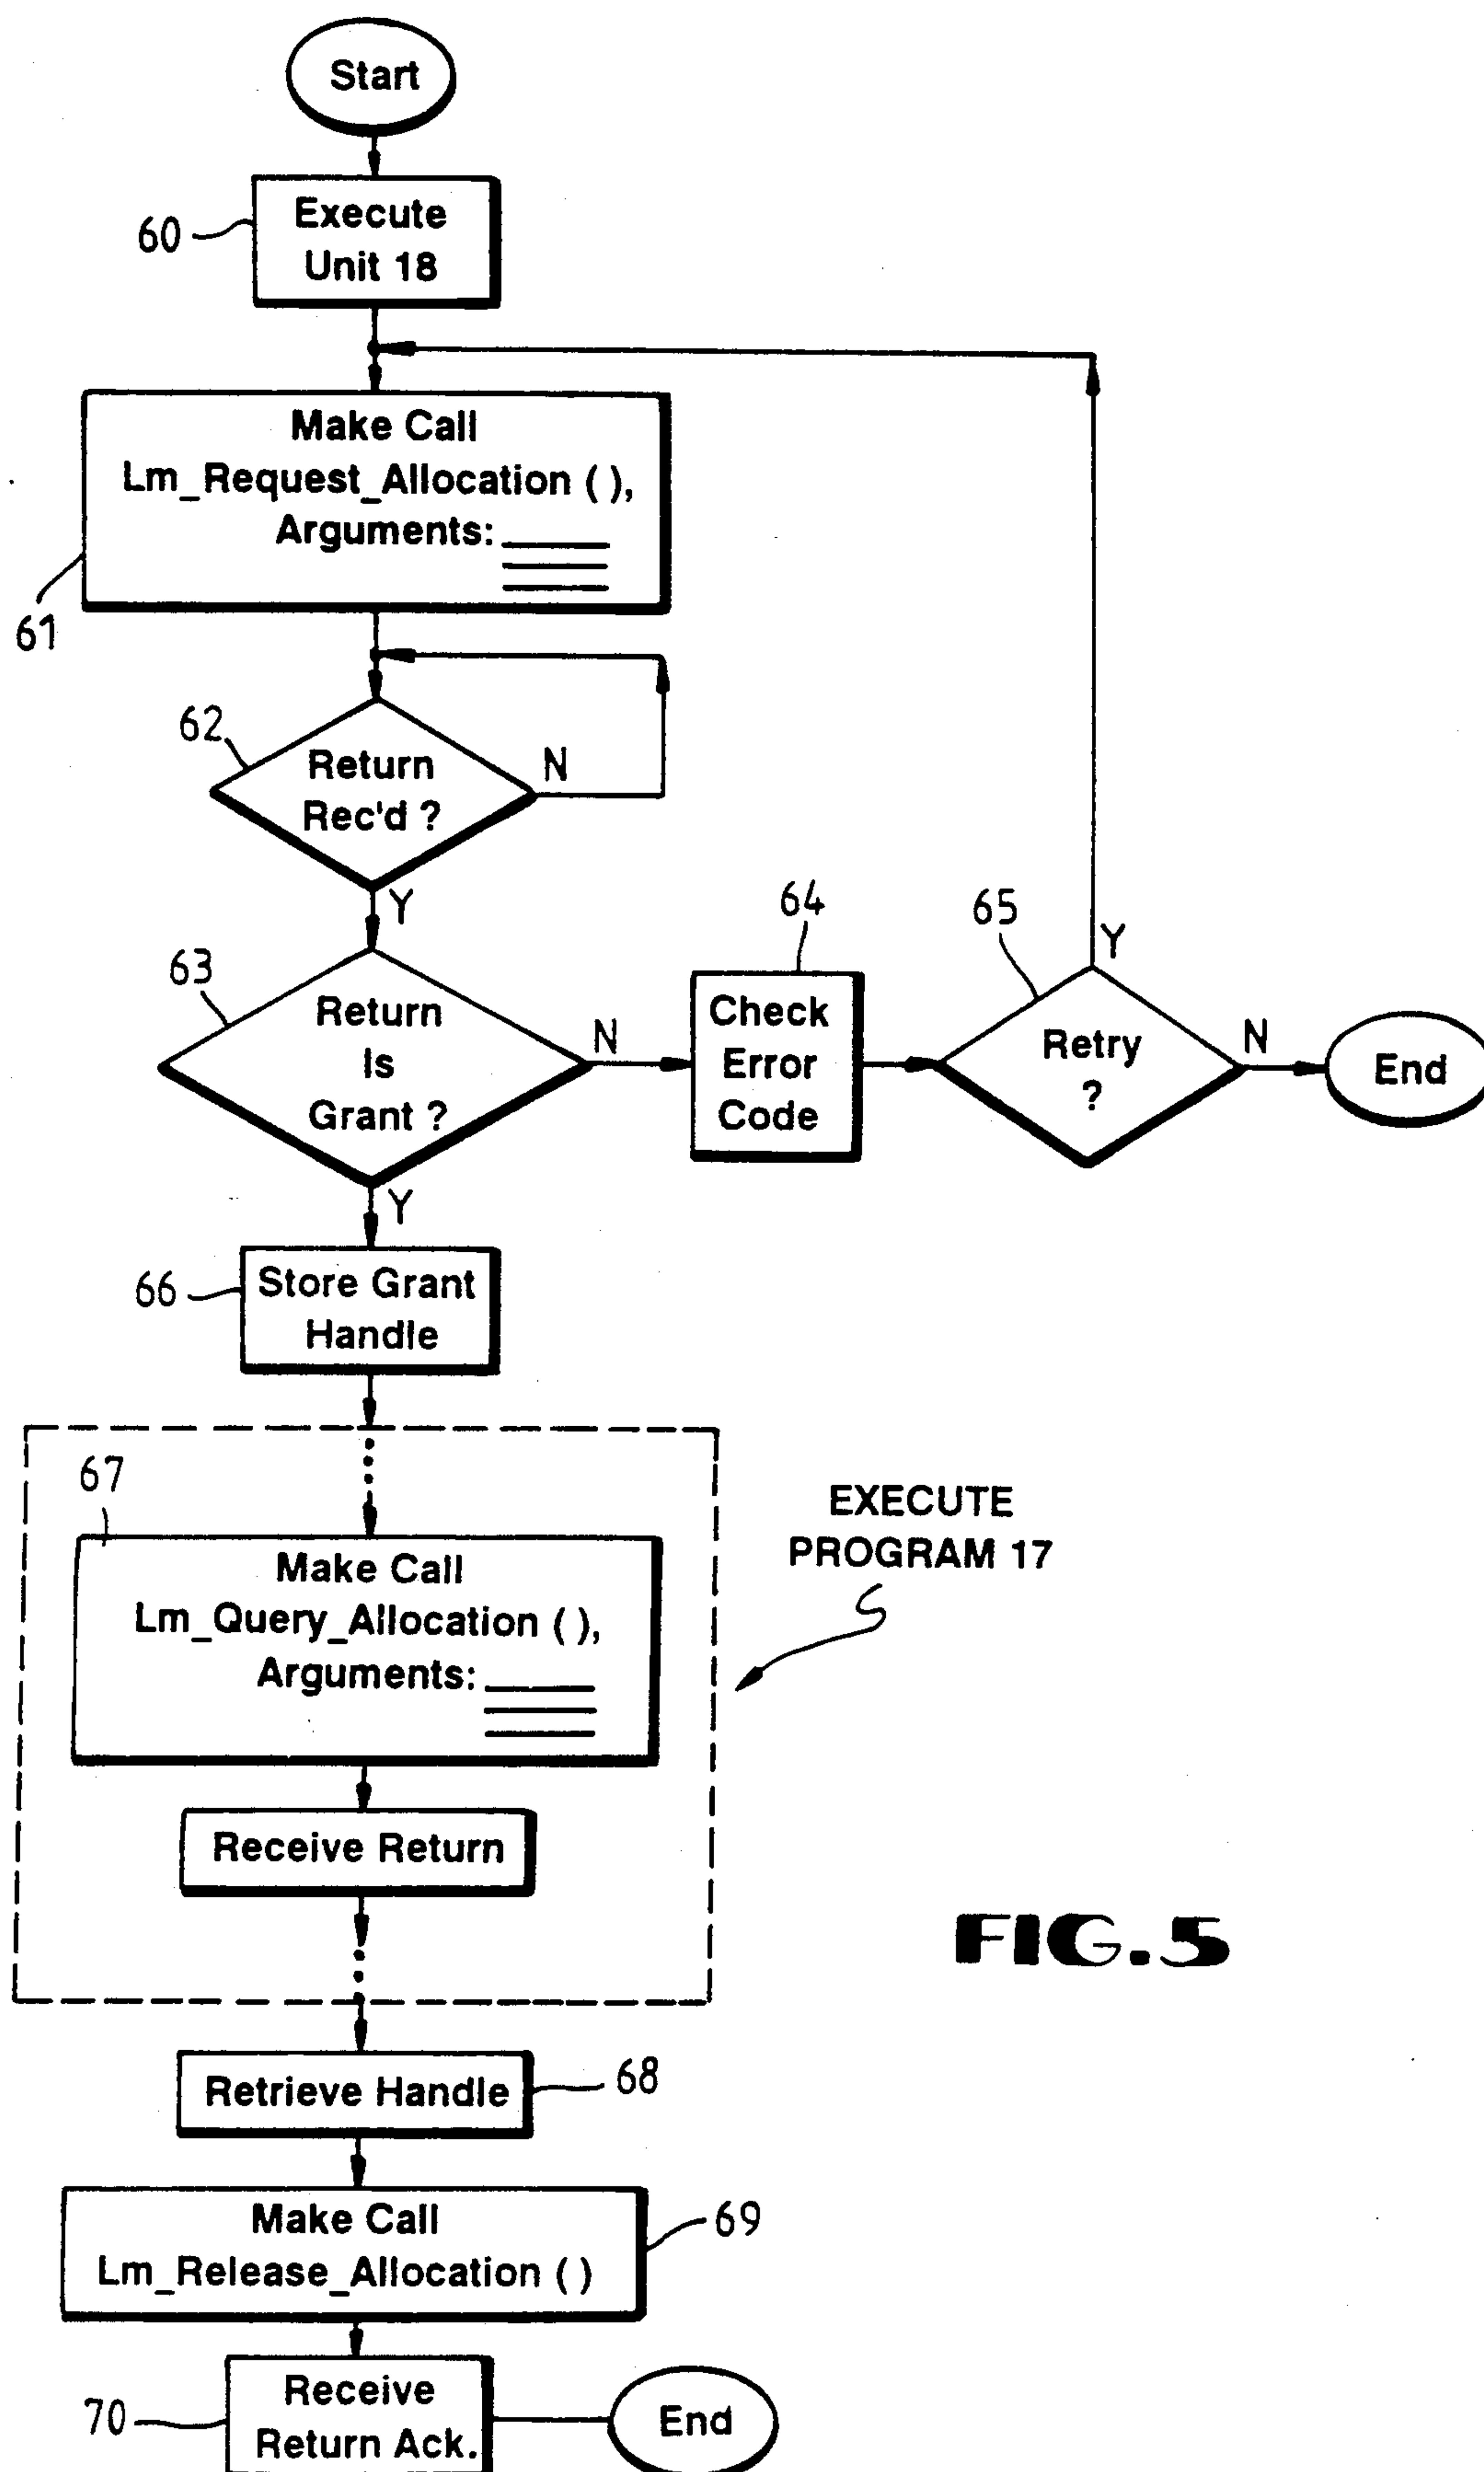 Start
60
Execute
Unit 18
Make Call
Lm_Request_Allocation ( ),
Arguments:
61
62
Return
Rec'd ?
N
Y
63
Return
Is
Grant ?
N
64
Check
Error
Code
65
Retry
?
Y
N
End
Y
66
Store Grant
Handle
67
Make Call
Lm_Query_Allocation ( ),
Arguments:
EXECUTE
PROGRAM 17
Receive Return
FIG.5
Retrieve Handle
68
Make Call
Lm_Release_Allocation ( )
69
70
Receive
Return Ack.
End